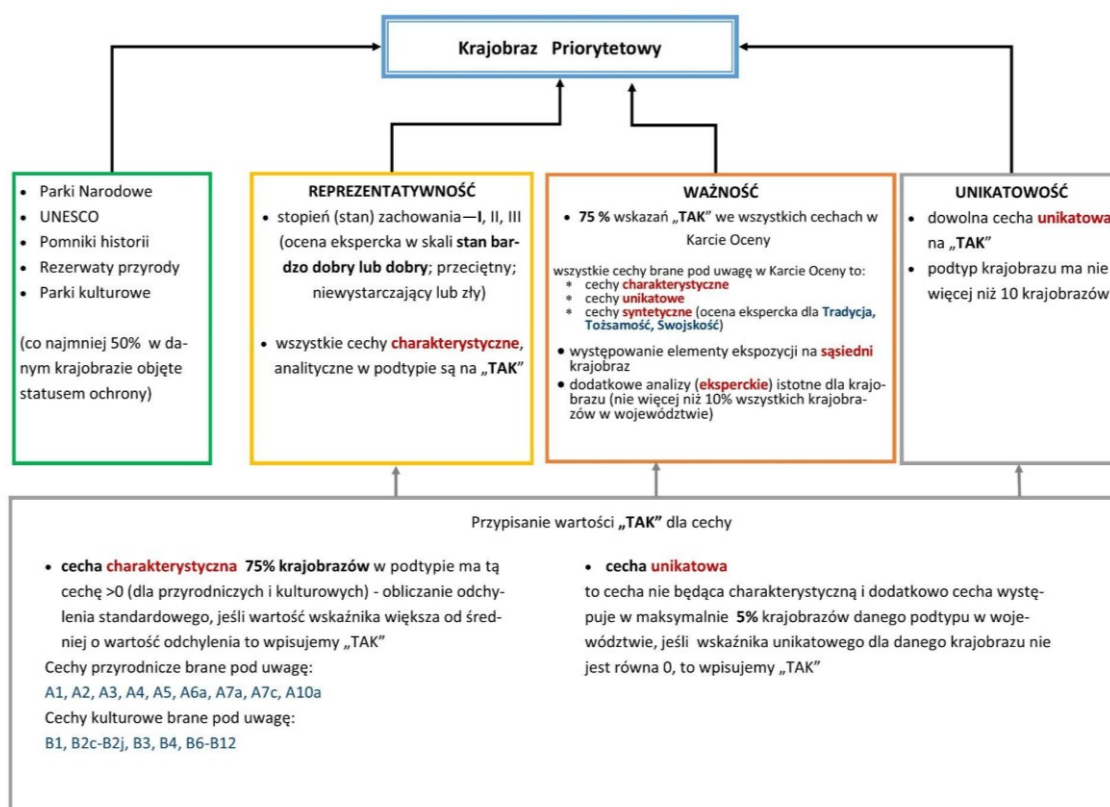 Krajobraz Priorytetowy
• Parki Narodowe
• UNESCO
• Pomniki historii
• Rezerwaty przyrody
• Parki kulturowe
(co najmniej 50% w da-
nym krajobrazie objęte
statusem ochrony)
REPREZENTATYWNOŚĆ
• stopień (stan) zachowania—I, II, III
(ocena ekspercka w skali stan bar-
dzo dobry lub dobry; przeciętny;
niewystarczający lub zły)
• wszystkie cechy charakterystyczne,
analityczne w podtypie są na „TAK”
WAŻNOŚĆ
• 75 % wskazań „TAK” we wszystkich cechach w
Karcie Oceny
wszystkie cechy brane pod uwagę w Karcie Oceny to:
* cechy charakterystyczne
* cechy unikatowe
* cechy syntetyczne (ocena ekspercka dla Tradycja,
Tożsamość, Swojskość)
• występowanie elementy ekspozycji na sąsiedni
krajobraz
• dodatkowe analizy (eksperckie) istotne dla krajo-
brazu (nie więcej niż 10% wszystkich krajobra-
zów w województwie)
UNIKATOWOŚĆ
• dowolna cecha unikatowa
na „TAK”
• podtyp krajobrazu ma nie
więcej niż 10 krajobrazów
Przypisanie wartości „TAK” dla cechy
• cecha charakterystyczna 75% krajobrazów w podtypie ma tą
cechę >0 (dla przyrodniczych i kulturowych) - obliczanie odchy-
lenia standardowego, jeśli wartość wskaźnika większa od śred-
niej o wartość odchylenia to wpisujemy „TAK”
Cechy przyrodnicze brane pod uwagę:
A1, A2, A3, A4, A5, A6a, A7a, A7c, A10a
Cechy kulturowe brane pod uwagę:
B1, B2c-B2j, B3, B4, B6-B12
• cecha unikatowa
to cecha nie będąca charakterystyczną i dodatkowo cecha wystę-
puje w maksymalnie 5% krajobrazów danego podtypu w woje-
wództwie, jeśli wskaźnika unikatowego dla danego krajobrazu nie
jest równa 0, to wpisujemy „TAK”